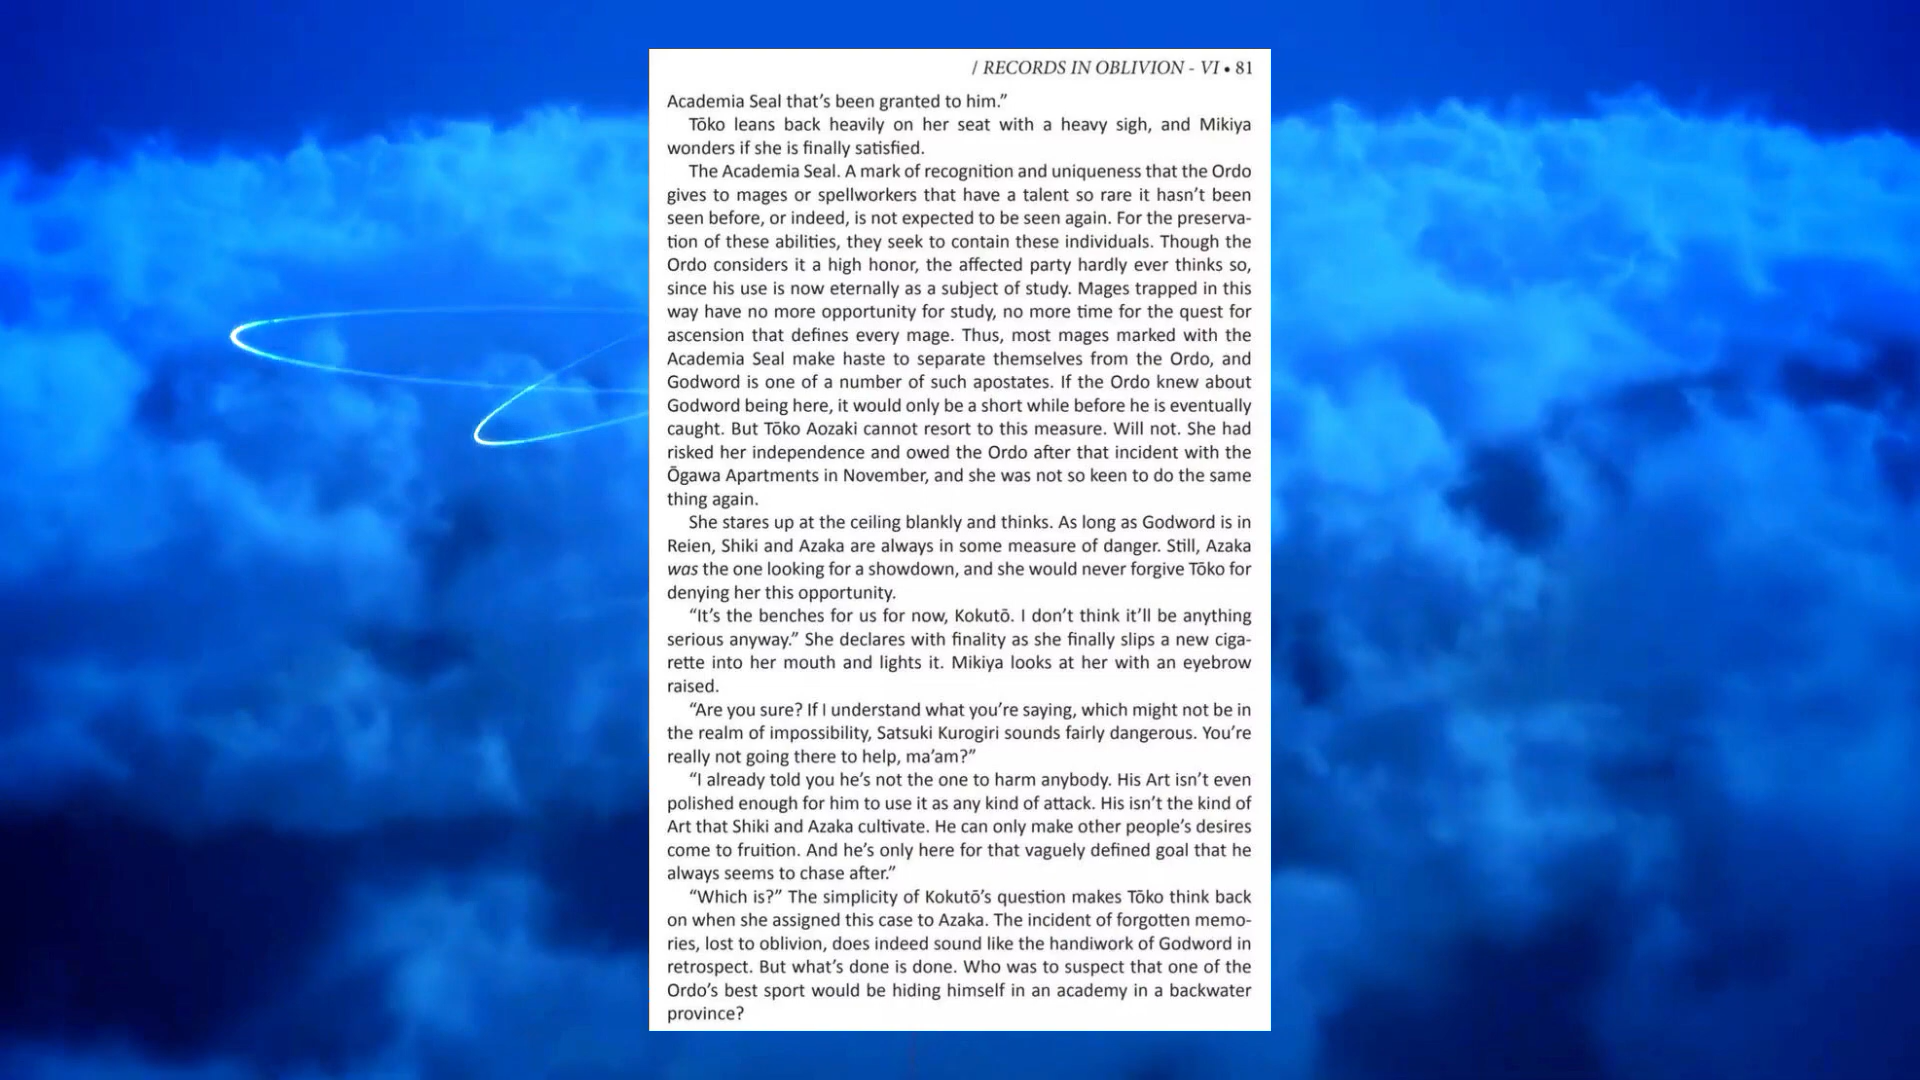 / RECORDS IN OBLIVION - VI • 81
Academia Seal that’s been granted to him.”
Tōko leans back heavily on her seat with a heavy sigh, and Mikiya
wonders if she is finally satisfied.
The Academia Seal. A mark of recognition and uniqueness that the Ordo
gives to mages or spellworkers that have a talent so rare it hasn’t been
seen before, or indeed, is not expected to be seen again. For the preserva-
tion of these abilities, they seek to contain these individuals. Though the
Ordo considers it a high honor, the affected party hardly ever thinks so,
since his use is now eternally as a subject of study. Mages trapped in this
way have no more opportunity for study, no more time for the quest for
ascension that defines every mage. Thus, most mages marked with the
Academia Seal make haste to separate themselves from the Ordo, and
Godword is one of a number of such apostates. If the Ordo knew about
Godword being here, it would only be a short while before he is eventually
caught. But Tōko Aozaki cannot resort to this measure. Will not. She had
risked her independence and owed the Ordo after that incident with the
Ōgawa Apartments in November, and she was not so keen to do the same
thing again.
She stares up at the ceiling blankly and thinks. As long as Godword is in
Reien, Shiki and Azaka are always in some measure of danger. Still, Azaka
was the one looking for a showdown, and she would never forgive Tōko for
denying her this opportunity.
“It’s the benches for us for now, Kokutō. I don’t think it’ll be anything
serious anyway.” She declares with finality as she finally slips a new ciga-
rette into her mouth and lights it. Mikiya looks at her with an eyebrow
raised.
“Are you sure? If I understand what you’re saying, which might not be in
the realm of impossibility, Satsuki Kurogiri sounds fairly dangerous. You’re
really not going there to help, ma’am?”
“I already told you he’s not the one to harm anybody. His Art isn’t even
polished enough for him to use it as any kind of attack. His isn’t the kind of
Art that Shiki and Azaka cultivate. He can only make other people’s desires
come to fruition. And he’s only here for that vaguely defined goal that he
always seems to chase after.”
“Which is?” The simplicity of Kokutō’s question makes Tōko think back
on when she assigned this case to Azaka. The incident of forgotten memo-
ries, lost to oblivion, does indeed sound like the handiwork of Godword in
retrospect. But what’s done is done. Who was to suspect that one of the
Ordo’s best sport would be hiding himself in an academy in a backwater
province?